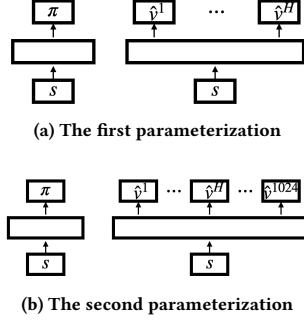 π v̂¹ ... v̂ᴴ
s s
(a) The first parameterization
π v̂¹ ... v̂ᴴ ... v̂¹⁰²⁴
s s
(b) The second parameterization